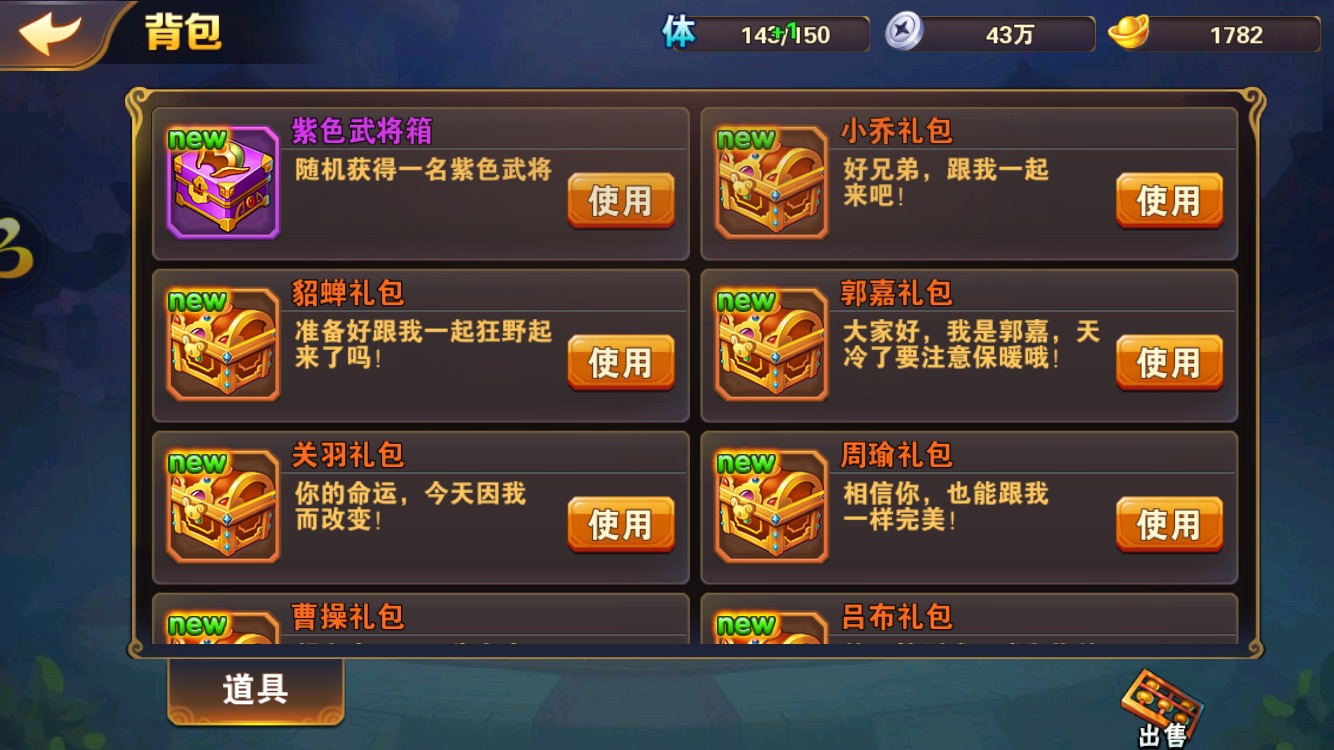 背包
体
143/150
+1
43万
1782
new
紫色武将箱
随机获得一名紫色武将
使用
new
小乔礼包
好兄弟，跟我一起
来吧！
使用
new
貂蝉礼包
准备好跟我一起狂野起
来了吗！
使用
new
郭嘉礼包
大家好，我是郭嘉，天
冷了要注意保暖哦！
使用
new
关羽礼包
你的命运，今天因我
而改变！
使用
new
周瑜礼包
相信你，也能跟我
一样完美！
使用
new
曹操礼包
new
吕布礼包
道具
出售